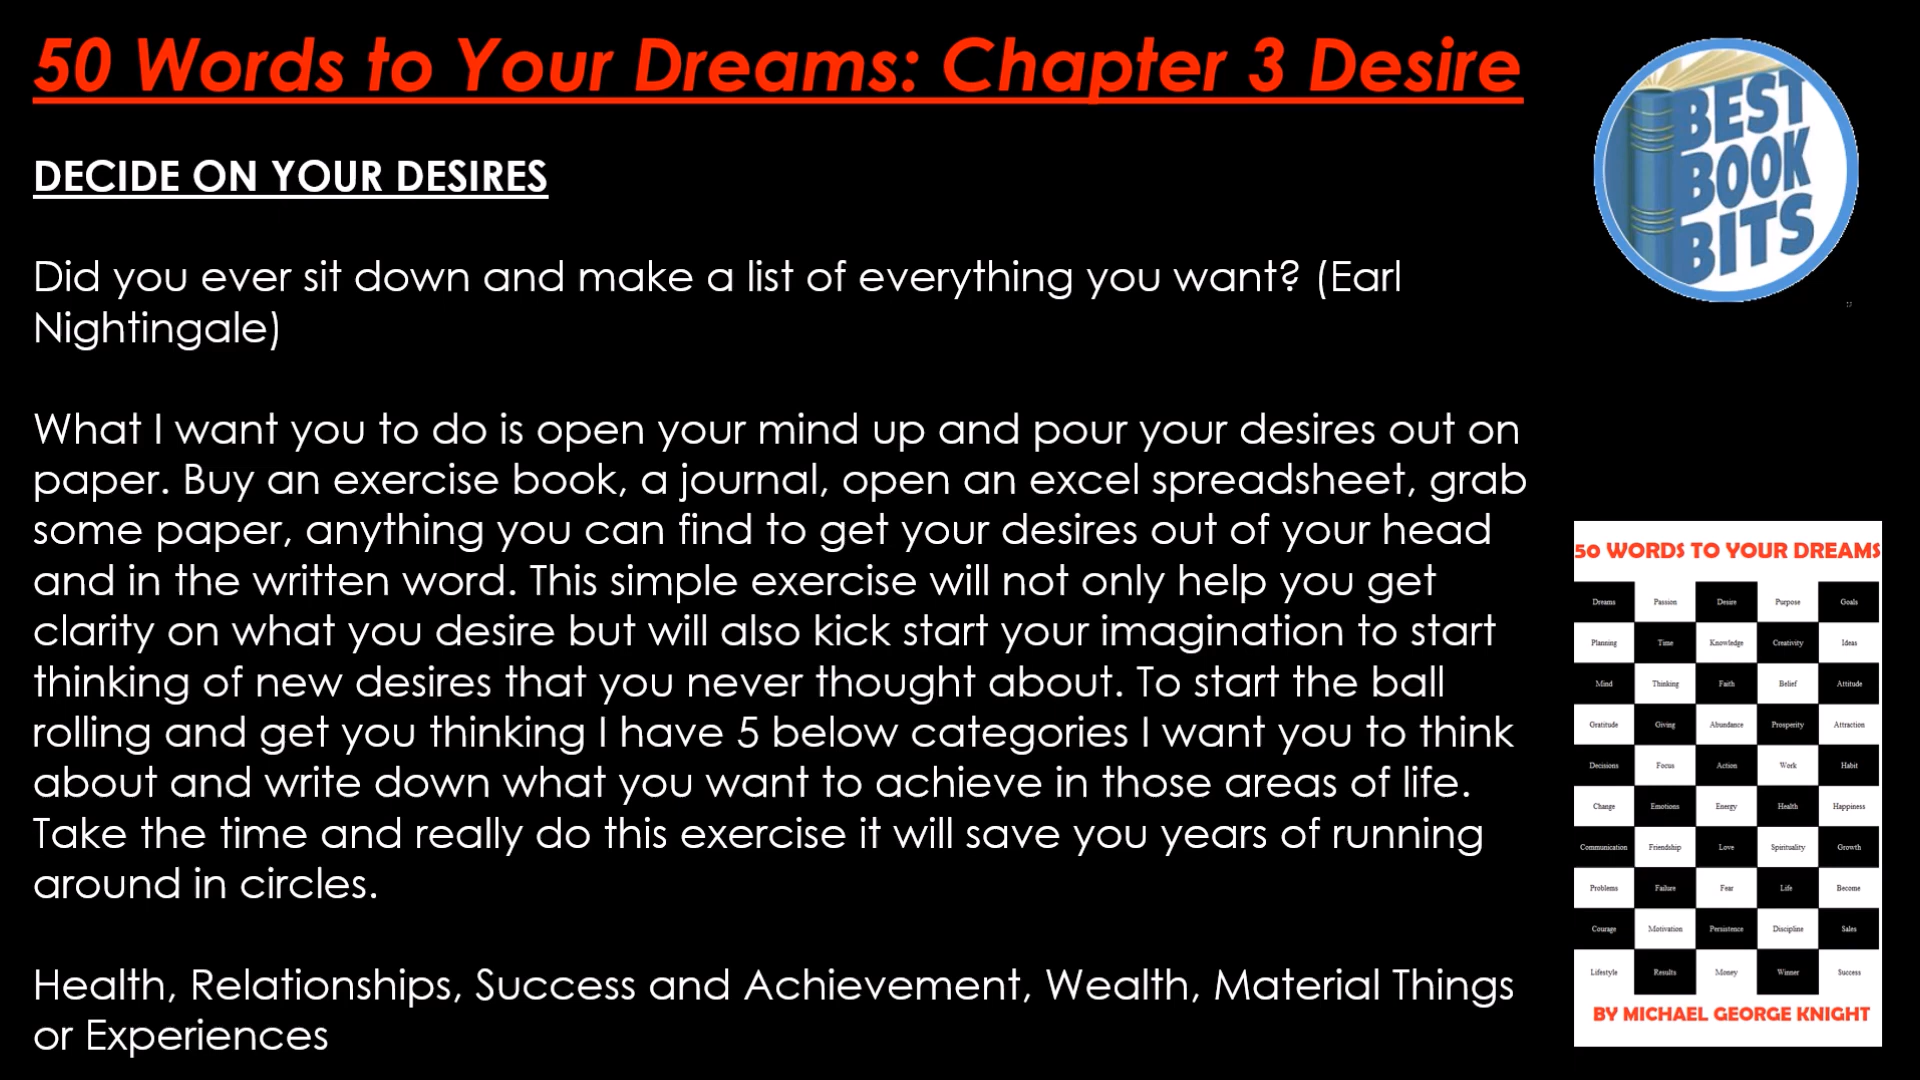 50 Words to Your Dreams: Chapter 3 Desire
DECIDE ON YOUR DESIRES
Did you ever sit down and make a list of everything you want? (Earl
Nightingale)
What I want you to do is open your mind up and pour your desires out on
paper. Buy an exercise book, a journal, open an excel spreadsheet, grab
some paper, anything you can find to get your desires out of your head
and in the written word. This simple exercise will not only help you get
clarity on what you desire but will also kick start your imagination to start
thinking of new desires that you never thought about. To start the ball
rolling and get you thinking I have 5 below categories I want you to think
about and write down what you want to achieve in those areas of life.
Take the time and really do this exercise it will save you years of running
around in circles.
Health, Relationships, Success and Achievement, Wealth, Material Things
or Experiences
BEST
BOOK
BITS
50 WORDS TO YOUR DREAMS
Dreams Passion Desire Purpose Goals
Planning Time Knowledge Creativity Ideas
Mind Thinking Faith Belief Attitude
Gratitude Giving Abundance Prosperity Attraction
Decisions Focus Action Work Habit
Change Emotions Energy Health Happiness
Communication Friendship Love Spirituality Growth
Problems Failure Fear Life Become
Courage Motivation Persistence Discipline Sales
Lifestyle Results Money Winner Success
BY MICHAEL GEORGE KNIGHT